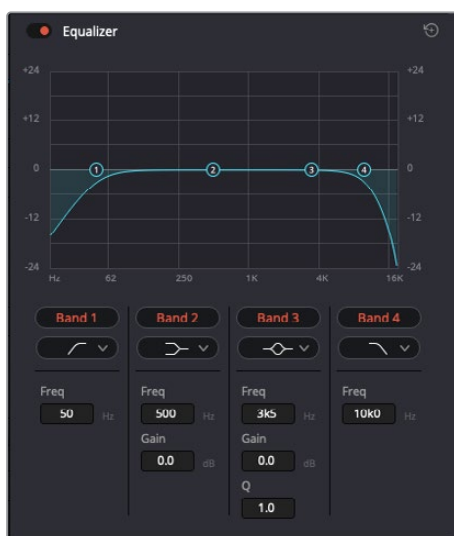 Equalizer
+24 +24
+12 +12
1 2 3 4
0 0
-12 -12
-24 -24
Hz 62 250 1K 4K 16K
Band 1 Band 2 Band 3 Band 4
Freq Freq Freq Freq
50 Hz 500 Hz 3k5 Hz 10k0 Hz
Gain Gain
0.0 dB 0.0 dB
Q
1.0